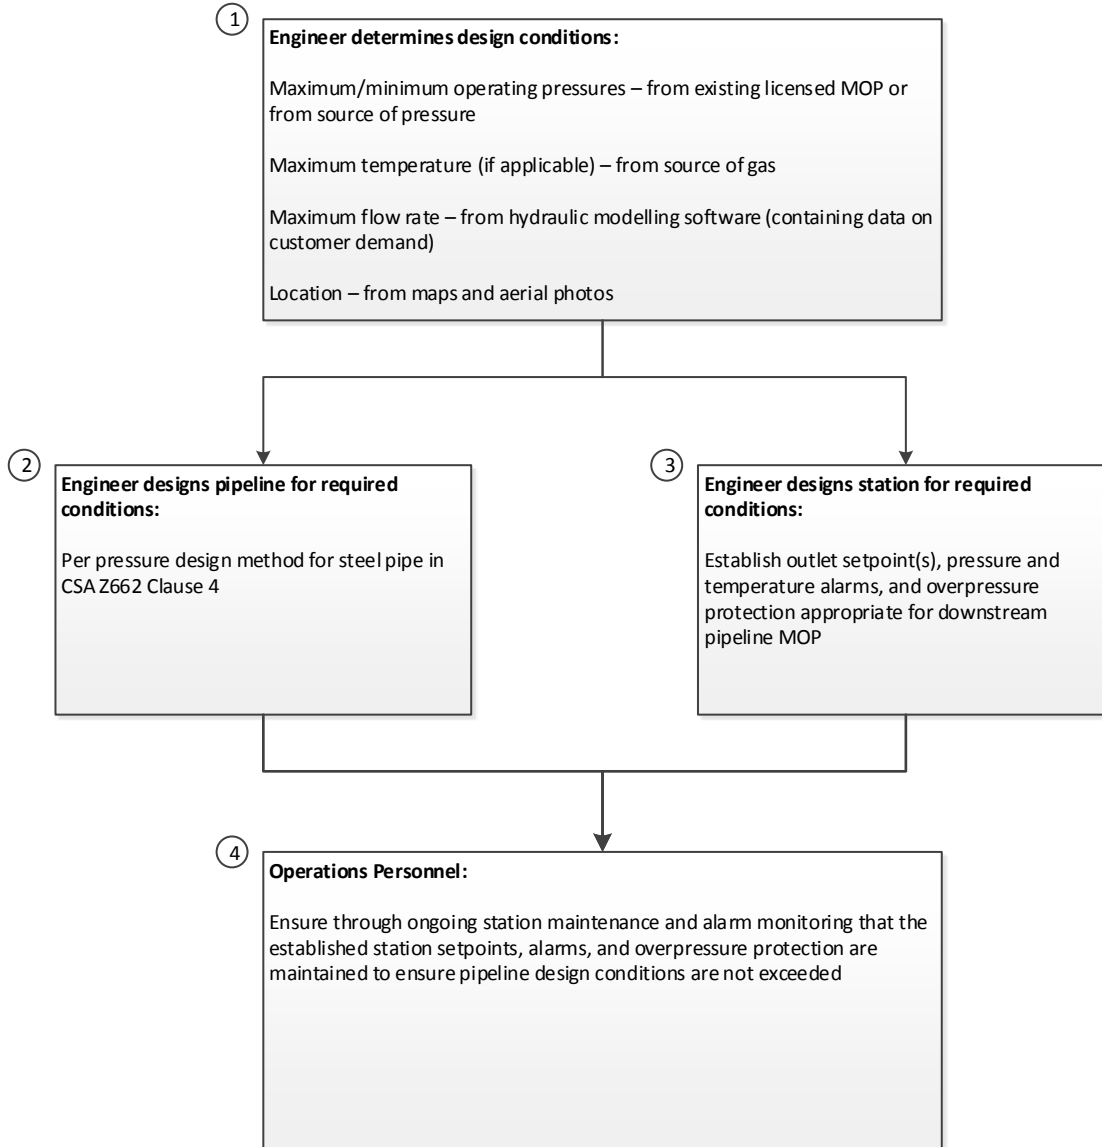 1
Engineer determines design conditions:
Maximum/minimum operating pressures – from existing licensed MOP or
from source of pressure
Maximum temperature (if applicable) – from source of gas
Maximum flow rate – from hydraulic modelling software (containing data on
customer demand)
Location – from maps and aerial photos
2
Engineer designs pipeline for required
conditions:
Per pressure design method for steel pipe in
CSA Z662 Clause 4
3
Engineer designs station for required
conditions:
Establish outlet setpoint(s), pressure and
temperature alarms, and overpressure
protection appropriate for downstream
pipeline MOP
4
Operations Personnel:
Ensure through ongoing station maintenance and alarm monitoring that the
established station setpoints, alarms, and overpressure protection are
maintained to ensure pipeline design conditions are not exceeded